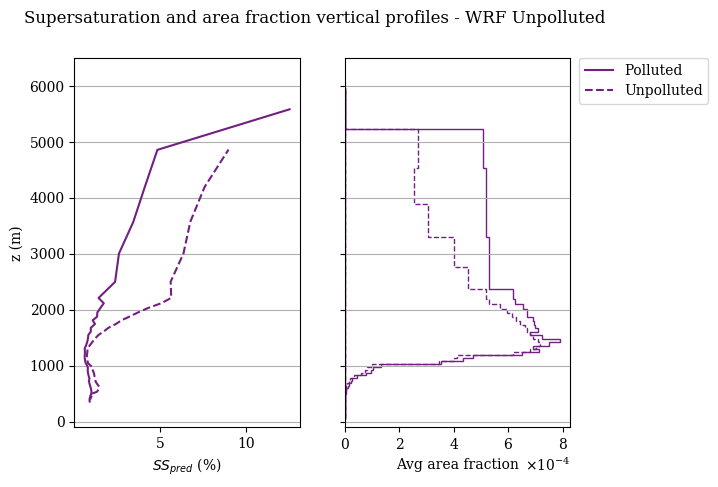 Supersaturation and area fraction vertical profiles - WRF Unpolluted
Polluted
Unpolluted
6000
5000
4000
3000
2000
1000
0
z (m)
5 10
0 2 4 6 8
SS_pred (%)
Avg area fraction ×10⁻⁴